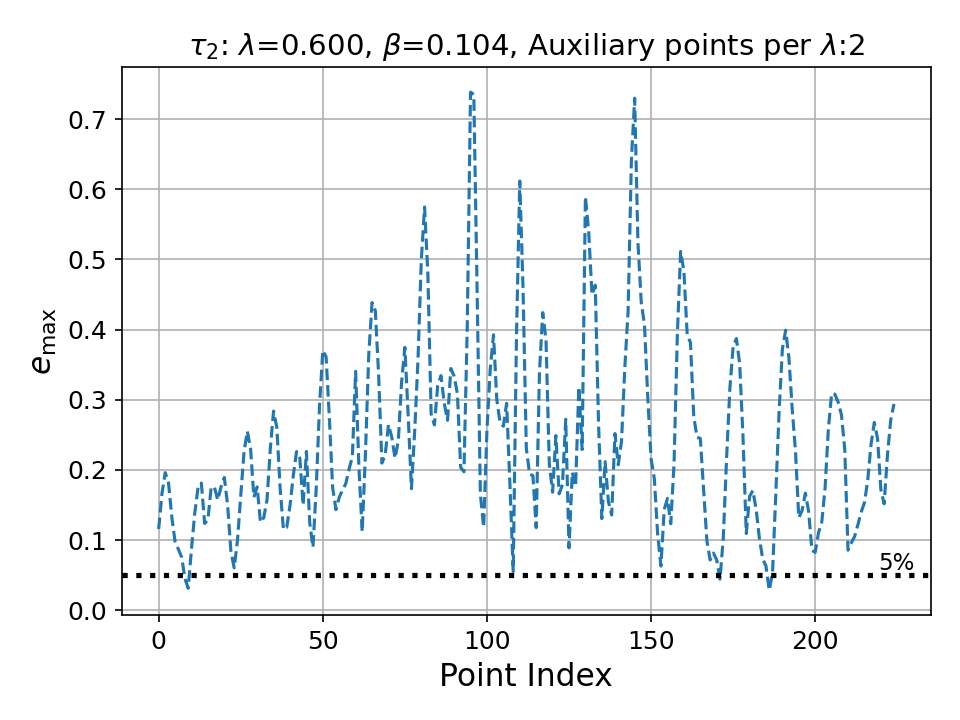 τ₂: λ=0.600, β=0.104, Auxiliary points per λ:2
0.7
0.6
0.5
0.4
0.3
0.2
0.1
0.0
e_max
5%
0 50 100 150 200
Point Index